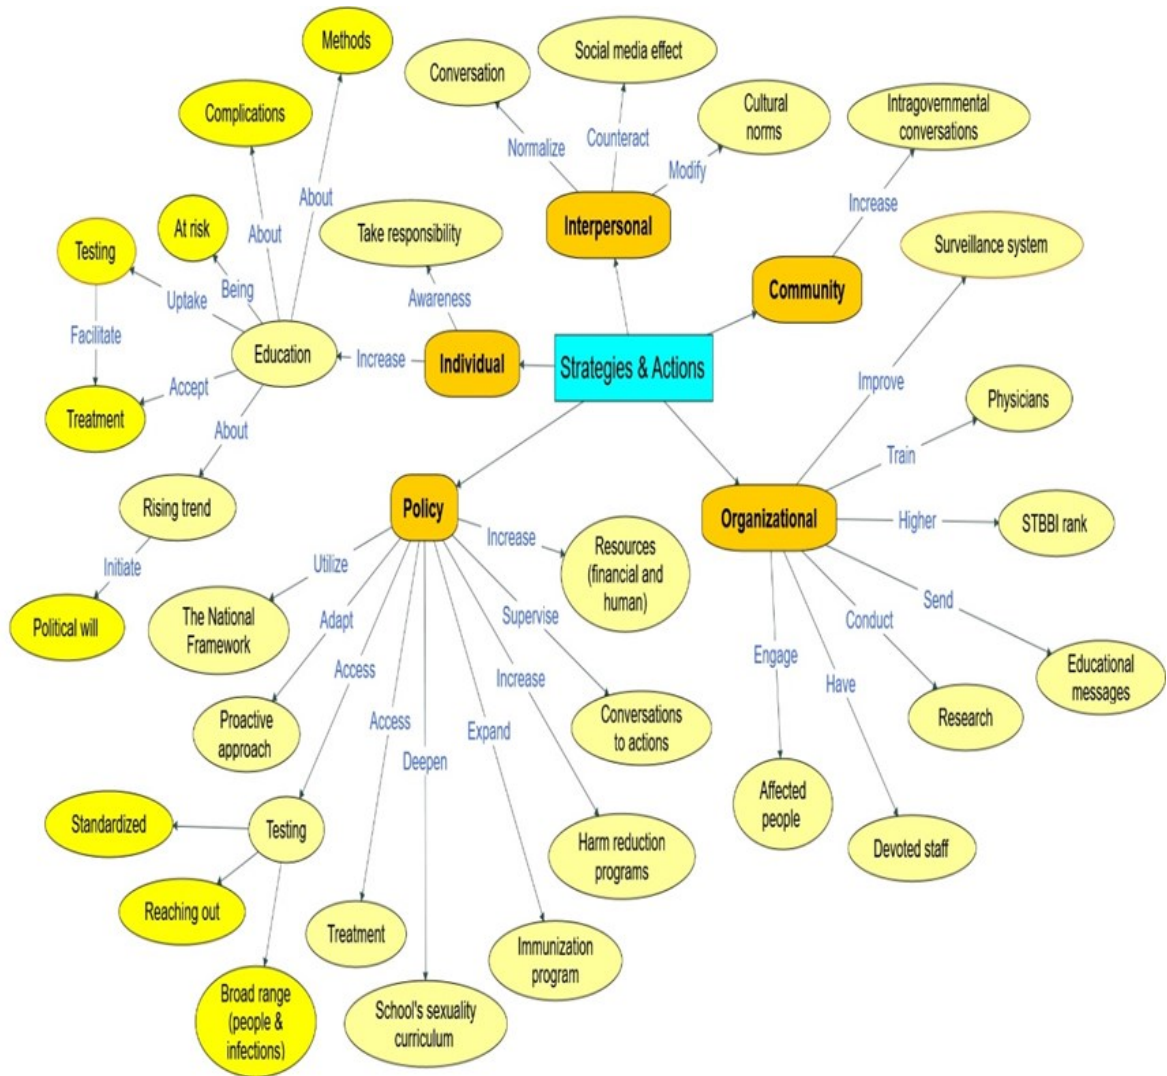 Methods
Social media effect
Conversation
Complications
Cultural
norms
Intragovernmental
conversations
Normalize
Counteract
Modify
About
About
Increase
At risk
Take responsibility
Interpersonal
Testing
Being
Uptake
Awareness
Community
Surveillance system
Facilitate
Education
Increase
Individual
Strategies & Actions
Improve
Accept
Treatment
About
Physicians
Train
Rising trend
Policy
Organizational
Higher
STBBI rank
Increase
Resources
(financial and
human)
Initiate
Utilize
Political will
The National
Framework
Adapt
Supervise
Send
Conduct
Engage
Access
Increase
Have
Educational
messages
Proactive
approach
Access
Expand
Deepen
Conversations
to actions
Research
Affected
people
Standardized
Testing
Harm reduction
programs
Devoted staff
Reaching out
Treatment
Immunization
program
Broad range
(people &
infections)
School's sexuality
curriculum